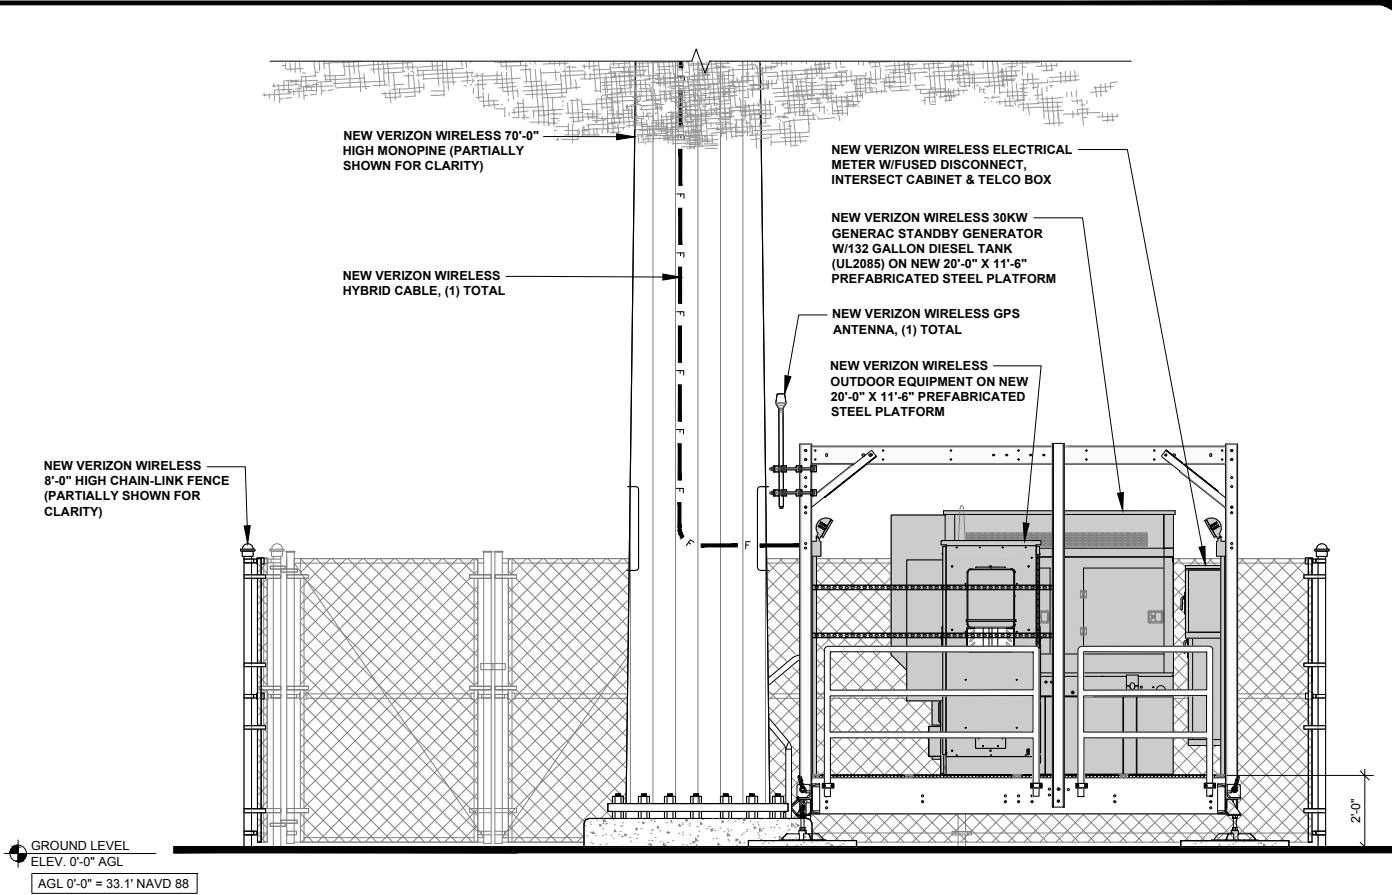 NEW VERIZON WIRELESS 70'-0"
HIGH MONOPINE (PARTIALLY
SHOWN FOR CLARITY)
NEW VERIZON WIRELESS ELECTRICAL
METER W/FUSED DISCONNECT,
INTERSECT CABINET & TELCO BOX
NEW VERIZON WIRELESS 30KW
GENERAC STANDBY GENERATOR
W/132 GALLON DIESEL TANK
(UL2085) ON NEW 20'-0" X 11'-6"
PREFABRICATED STEEL PLATFORM
NEW VERIZON WIRELESS
HYBRID CABLE, (1) TOTAL
NEW VERIZON WIRELESS GPS
ANTENNA, (1) TOTAL
NEW VERIZON WIRELESS
OUTDOOR EQUIPMENT ON NEW
20'-0" X 11'-6" PREFABRICATED
STEEL PLATFORM
NEW VERIZON WIRELESS
8'-0" HIGH CHAIN-LINK FENCE
(PARTIALLY SHOWN FOR
CLARITY)
F
F
F
F
F
F
F
F
2'-0"
GROUND LEVEL
ELEV. 0'-0" AGL
AGL 0'-0" = 33.1' NAVD 88